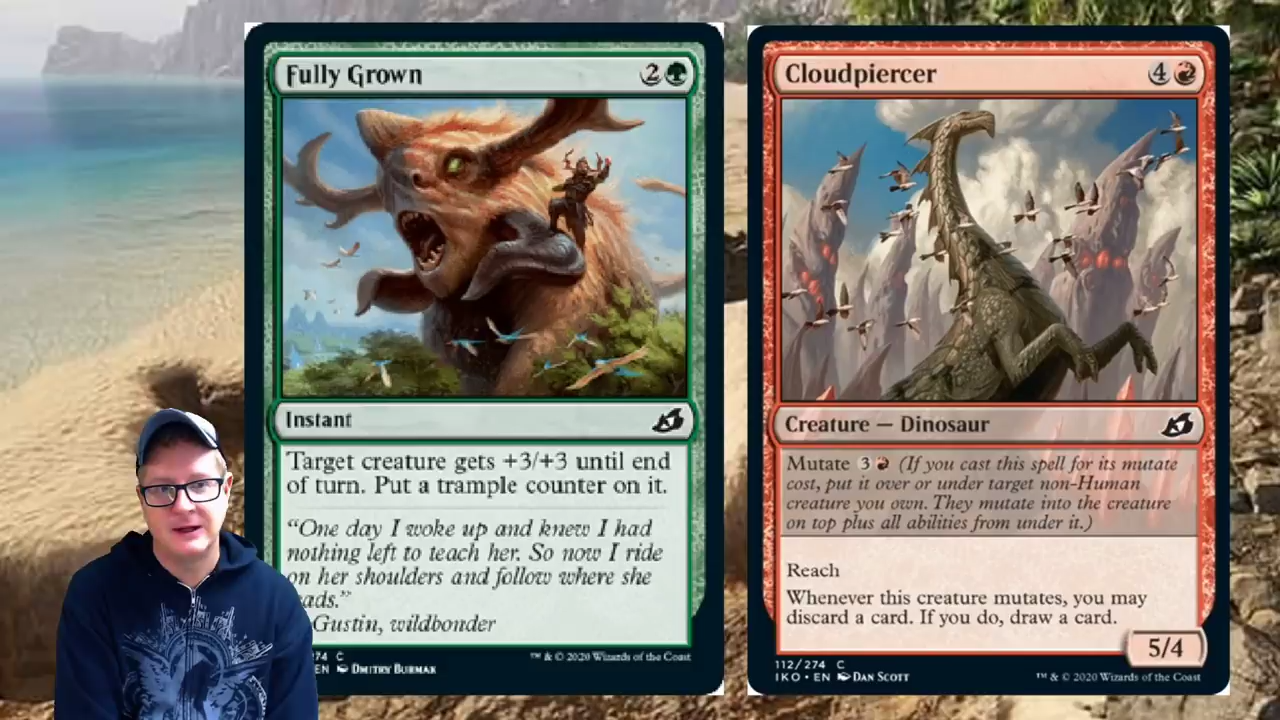 Fully Grown 2
Instant
Target creature gets +3/+3 until end
of turn. Put a trample counter on it.
“One day I woke up and knew I had
nothing left to teach her. So now I ride
on her shoulders and follow where she
ads.”
Gustin, wildbonder
74 C
EN DMITRY BURMAK
™ & © 2020 Wizards of the Coast
Cloudpiercer 4
Creature — Dinosaur
Mutate 3 (If you cast this spell for its mutate
cost, put it over or under target non-Human
creature you own. They mutate into the creature
on top plus all abilities from under it.)
Reach
Whenever this creature mutates, you may
discard a card. If you do, draw a card.
5/4
112/274 C
IKO • EN DAN SCOTT
™ & © 2020 Wizards of the Coast